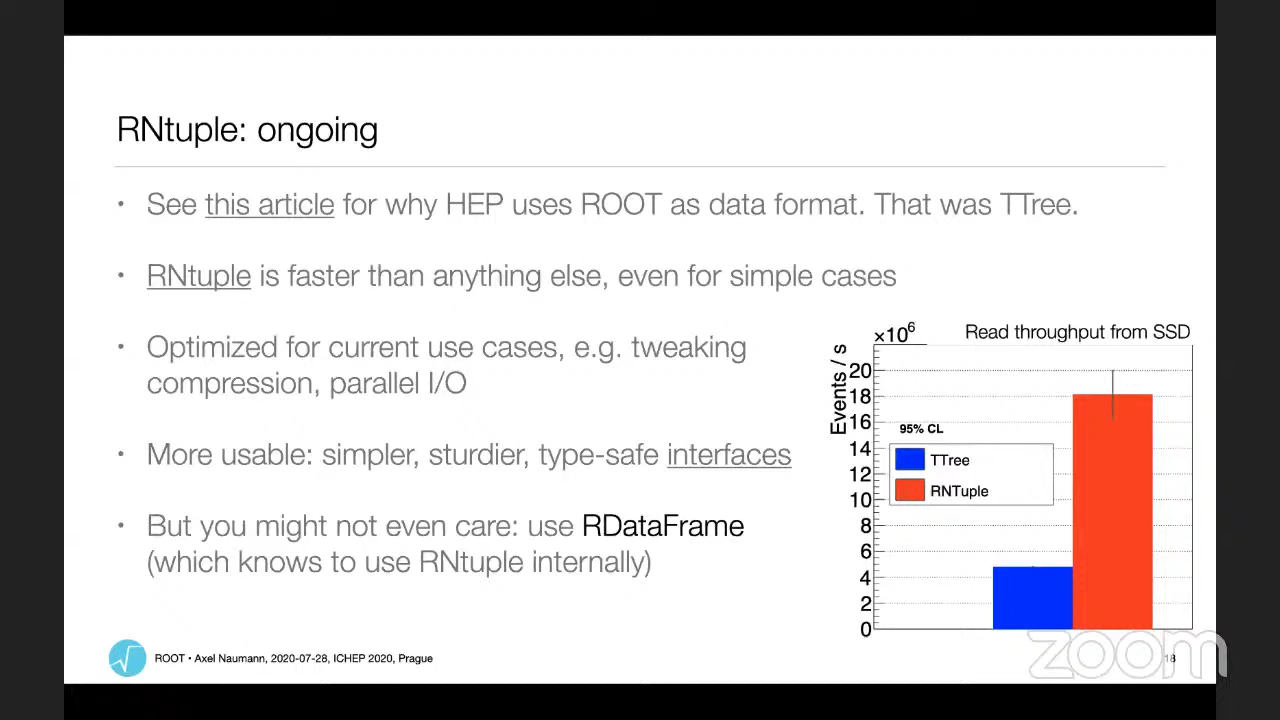 RNtuple: ongoing
• See this article for why HEP uses ROOT as data format. That was TTree.
• RNtuple is faster than anything else, even for simple cases
• Optimized for current use cases, e.g. tweaking
compression, parallel I/O
• More usable: simpler, sturdier, type-safe interfaces
• But you might not even care: use RDataFrame
(which knows to use RNtuple internally)
×10⁶
Read throughput from SSD
Events / s
20
18
16
14
12
10
8
6
4
2
0
95% CL
TTree
RNTuple
ROOT • Axel Naumann, 2020-07-28, ICHEP 2020, Prague
18
zoom